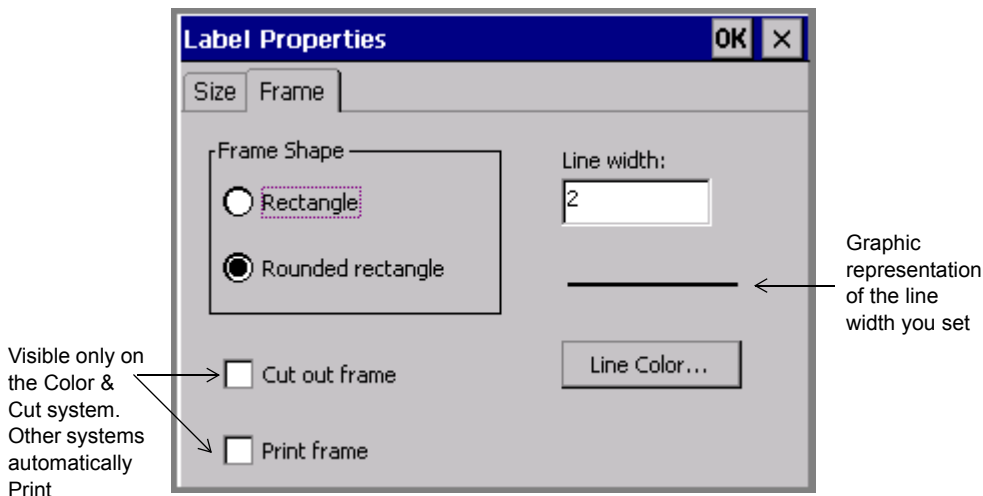 Label Properties
OK
×
Size
Frame
Frame Shape
Rectangle
Rounded rectangle
Line width:
2
Graphic
representation
of the line
width you set
Line Color...
Visible only on
the Color &
Cut system.
Other systems
automatically
Print
Cut out frame
Print frame